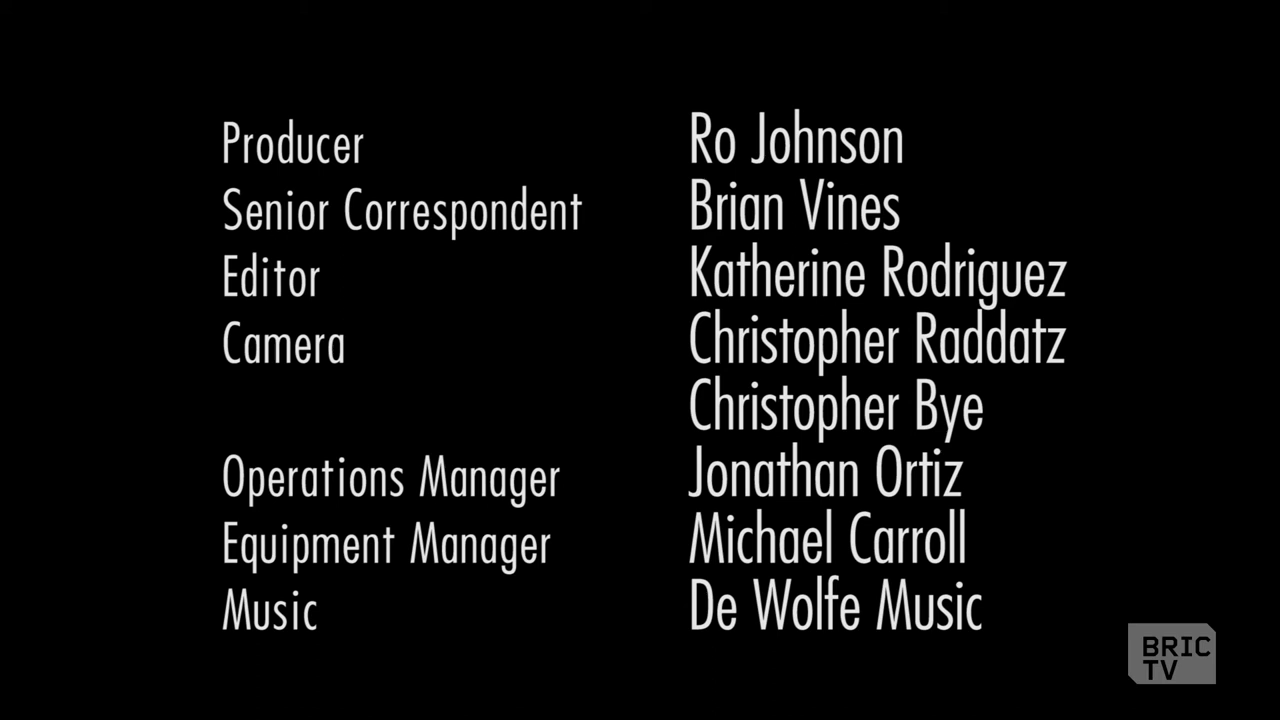 Producer Ro Johnson
Senior Correspondent Brian Vines
Editor Katherine Rodriguez
Camera Christopher Raddatz
Christopher Bye
Operations Manager Jonathan Ortiz
Equipment Manager Michael Carroll
Music De Wolfe Music
BRIC
TV